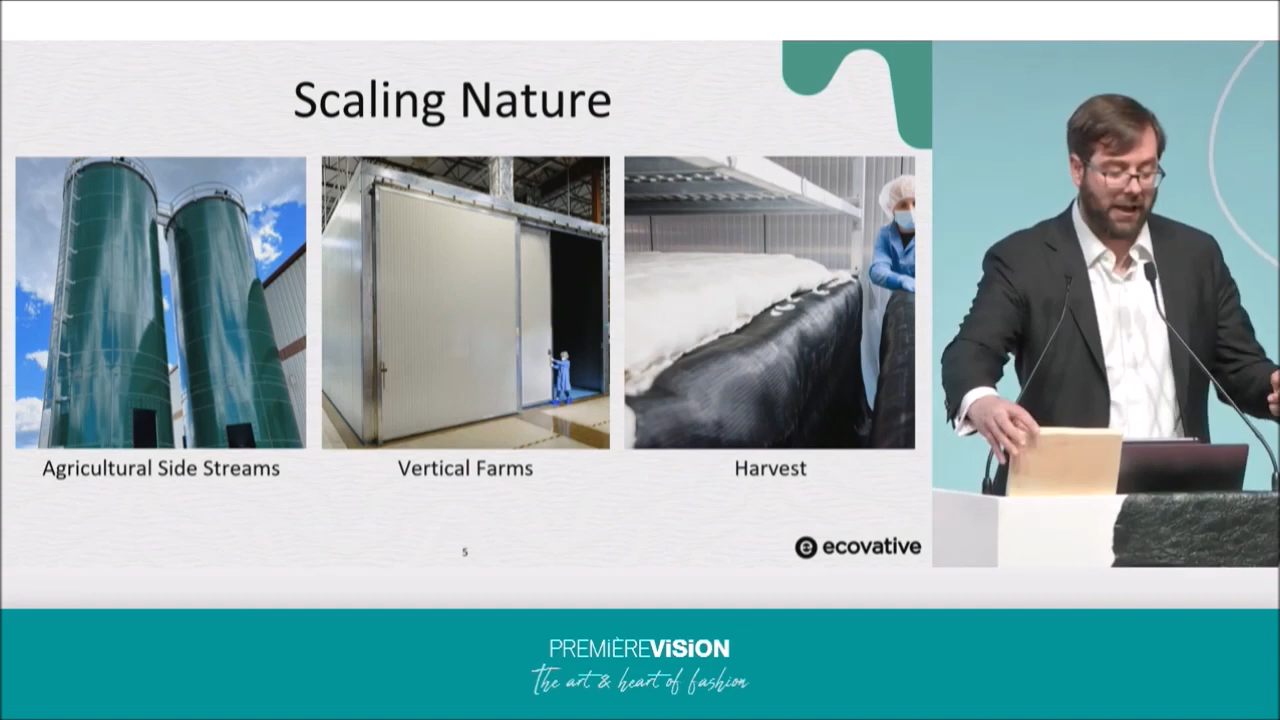 Scaling Nature
Agricultural Side Streams
Vertical Farms
Harvest
5
ecovative
PREMIÈREViSiON
The art & heart of fashion